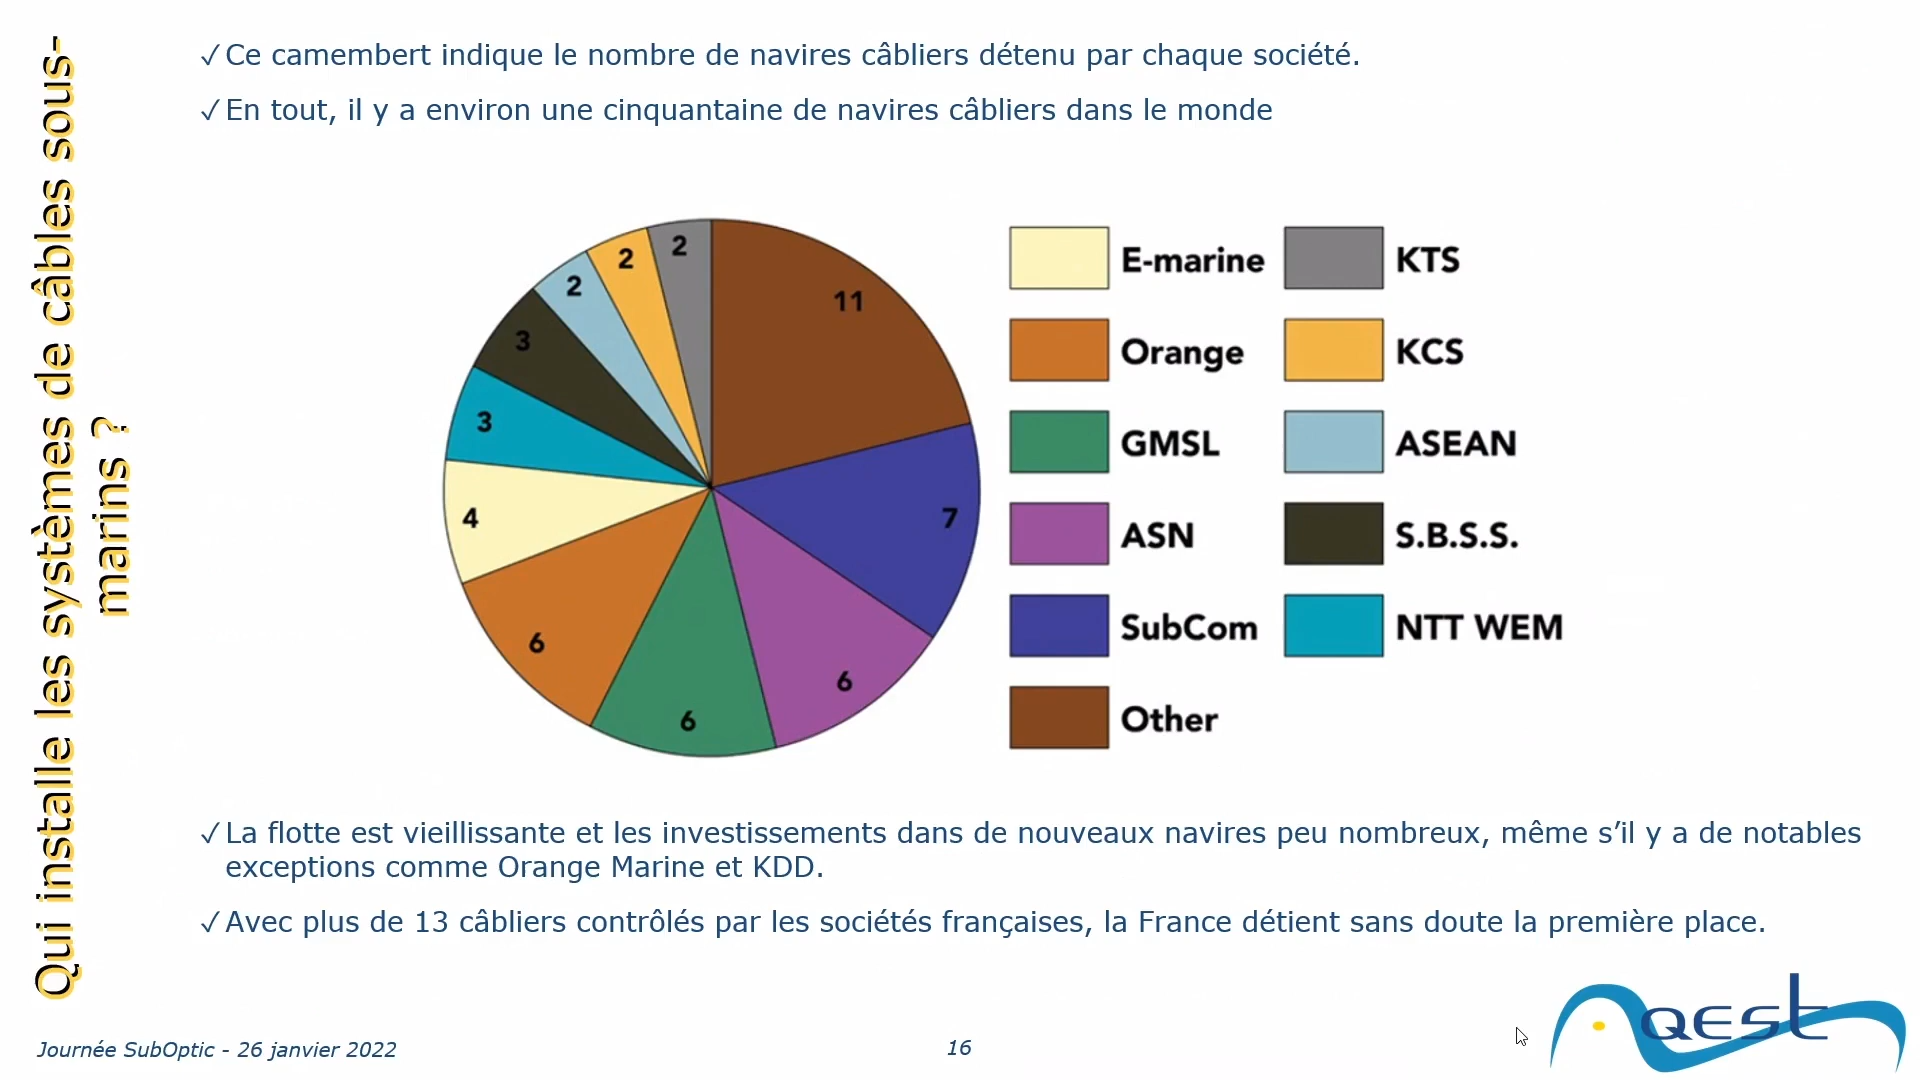 Qui installe les systèmes de câbles sous-
marins ?
✓Ce camembert indique le nombre de navires câbliers détenu par chaque société.
✓En tout, il y a environ une cinquantaine de navires câbliers dans le monde
11
7
6
6
6
4
3
3
2
2
2
E-marine
Orange
GMSL
ASN
SubCom
Other
KTS
KCS
ASEAN
S.B.S.S.
NTT WEM
✓La flotte est vieillissante et les investissements dans de nouveaux navires peu nombreux, même s’il y a de notables
exceptions comme Orange Marine et KDD.
✓Avec plus de 13 câbliers contrôlés par les sociétés françaises, la France détient sans doute la première place.
Journée SubOptic - 26 janvier 2022
16
QEST